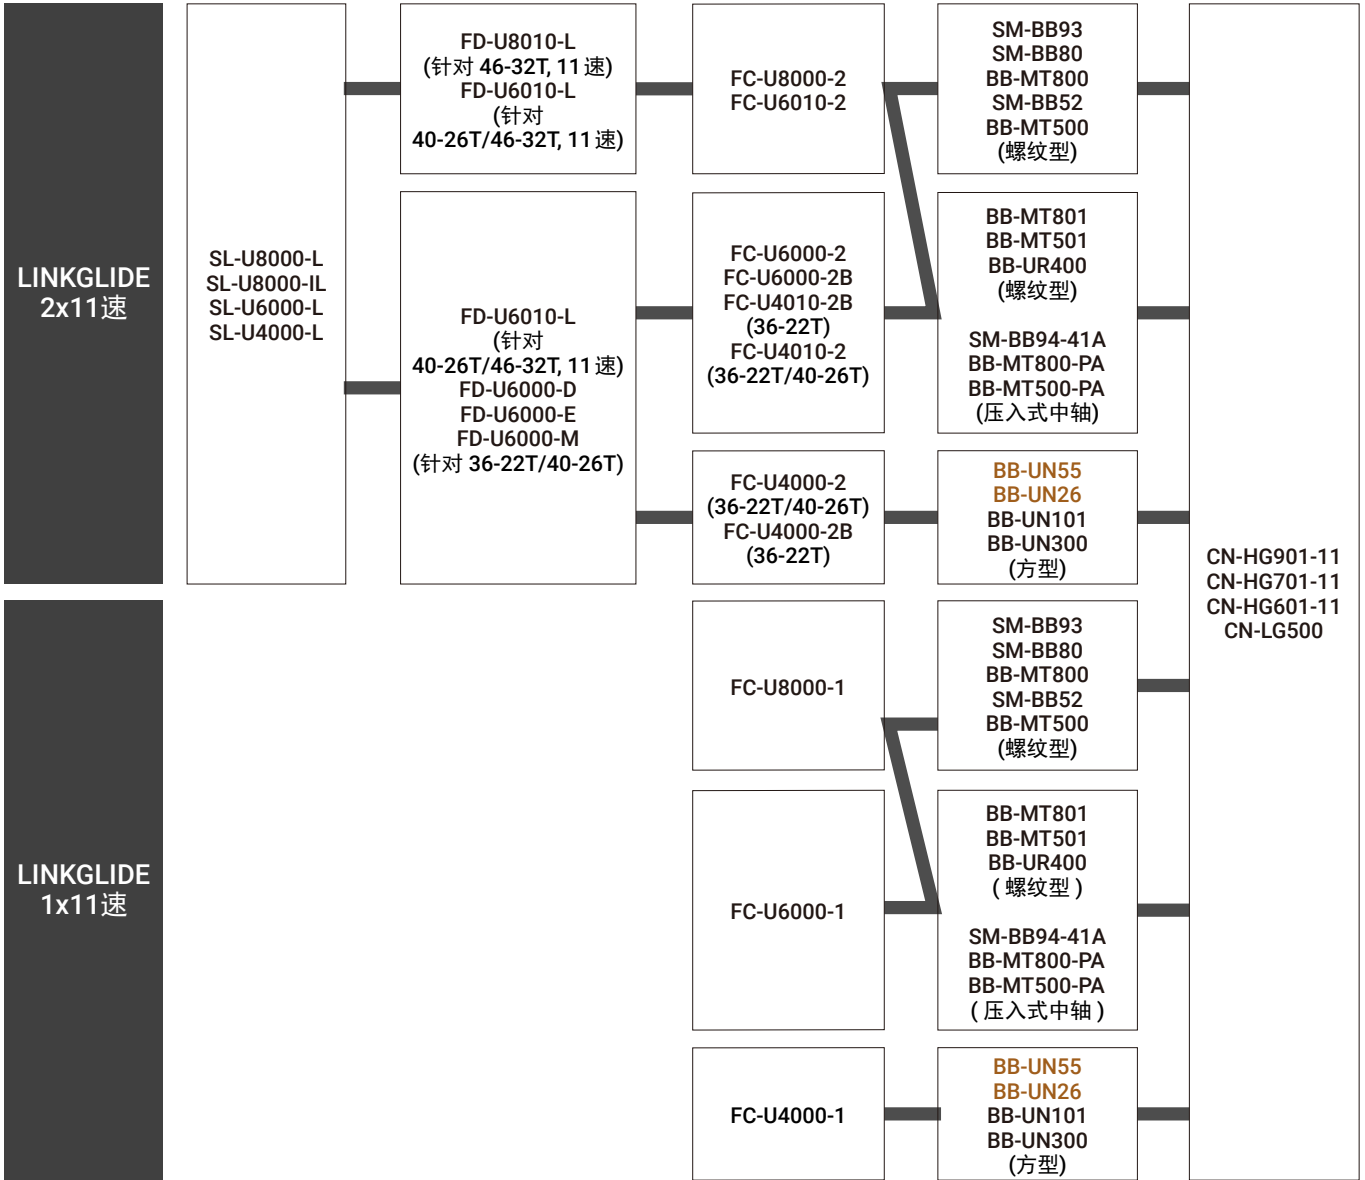 LINKGLIDE
2x11速
SL-U8000-L
SL-U8000-IL
SL-U6000-L
SL-U4000-L
FD-U8010-L
(针对 46-32T, 11 速)
FD-U6010-L
(针对
40-26T/46-32T, 11 速)
FD-U6010-L
(针对
40-26T/46-32T, 11 速)
FD-U6000-D
FD-U6000-E
FD-U6000-M
(针对 36-22T/40-26T)
FC-U8000-2
FC-U6010-2
FC-U6000-2
FC-U6000-2B
FC-U4010-2B
(36-22T)
FC-U4010-2
(36-22T/40-26T)
FC-U4000-2
(36-22T/40-26T)
FC-U4000-2B
(36-22T)
SM-BB93
SM-BB80
BB-MT800
SM-BB52
BB-MT500
(螺纹型)
BB-MT801
BB-MT501
BB-UR400
(螺纹型)
SM-BB94-41A
BB-MT800-PA
BB-MT500-PA
(压入式中轴)
BB-UN55
BB-UN26
BB-UN101
BB-UN300
(方型)
LINKGLIDE
1x11速
FC-U8000-1
FC-U6000-1
FC-U4000-1
SM-BB93
SM-BB80
BB-MT800
SM-BB52
BB-MT500
(螺纹型)
BB-MT801
BB-MT501
BB-UR400
( 螺纹型 )
SM-BB94-41A
BB-MT800-PA
BB-MT500-PA
( 压入式中轴 )
BB-UN55
BB-UN26
BB-UN101
BB-UN300
(方型)
CN-HG901-11
CN-HG701-11
CN-HG601-11
CN-LG500